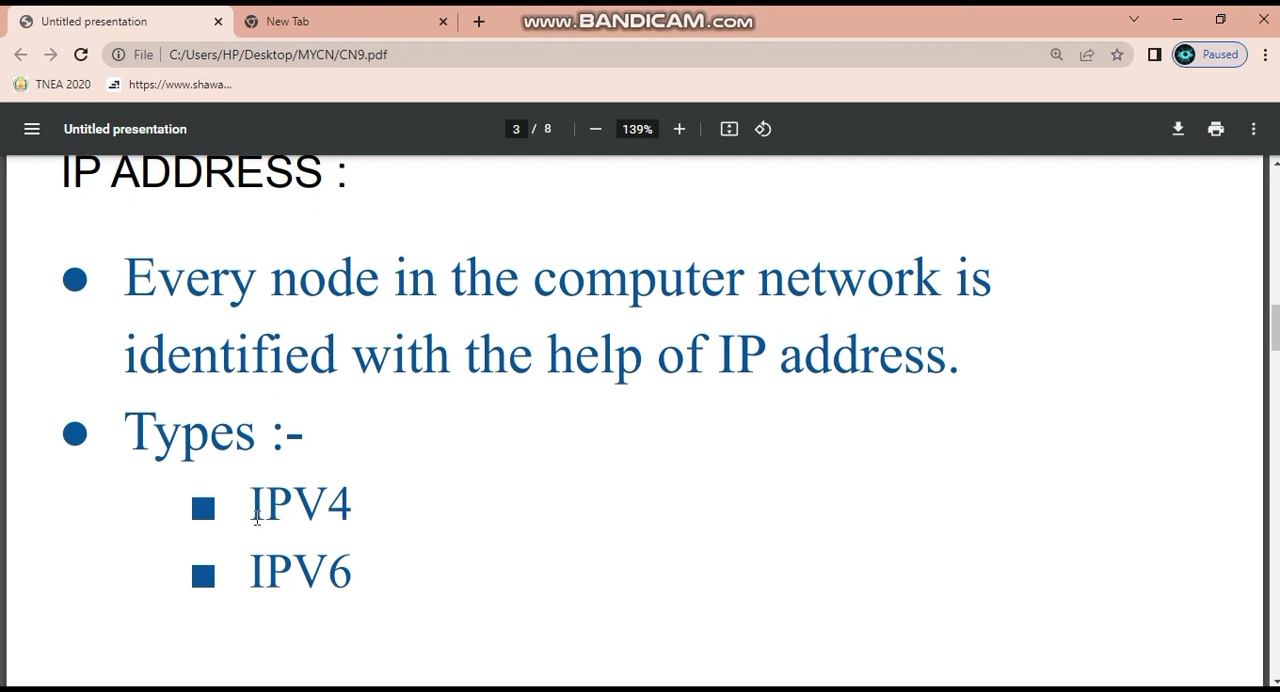 Untitled presentation
New Tab
www.BANDICAM.com
File
C:/Users/HP/Desktop/MYCN/CN9.pdf
Paused
TNEA 2020
https://www.shawa...
Untitled presentation
3 / 8
139%
IP ADDRESS :
● Every node in the computer network is
identified with the help of IP address.
● Types :-
■ IPV4
■ IPV6